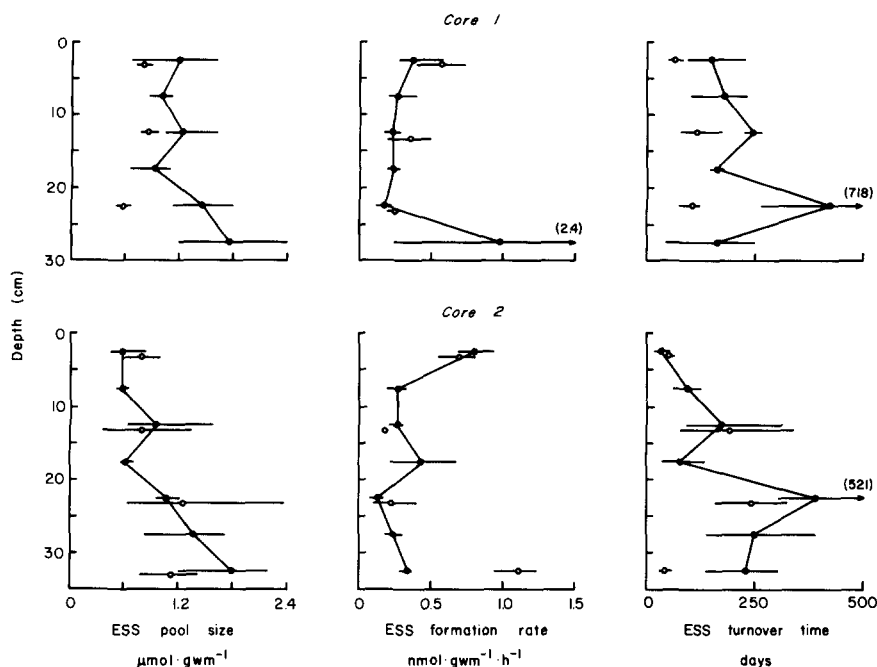 Core 1
0
10
20
30
(2.4)
(718)
Core 2
Depth (cm)
0
10
20
30
(521)
0 1.2 2.4
0 0.5 1.0 1.5
0 250 500
ESS pool size
ESS formation rate
ESS turnover time
μmol·gwm⁻¹
nmol·gwm⁻¹·h⁻¹
days